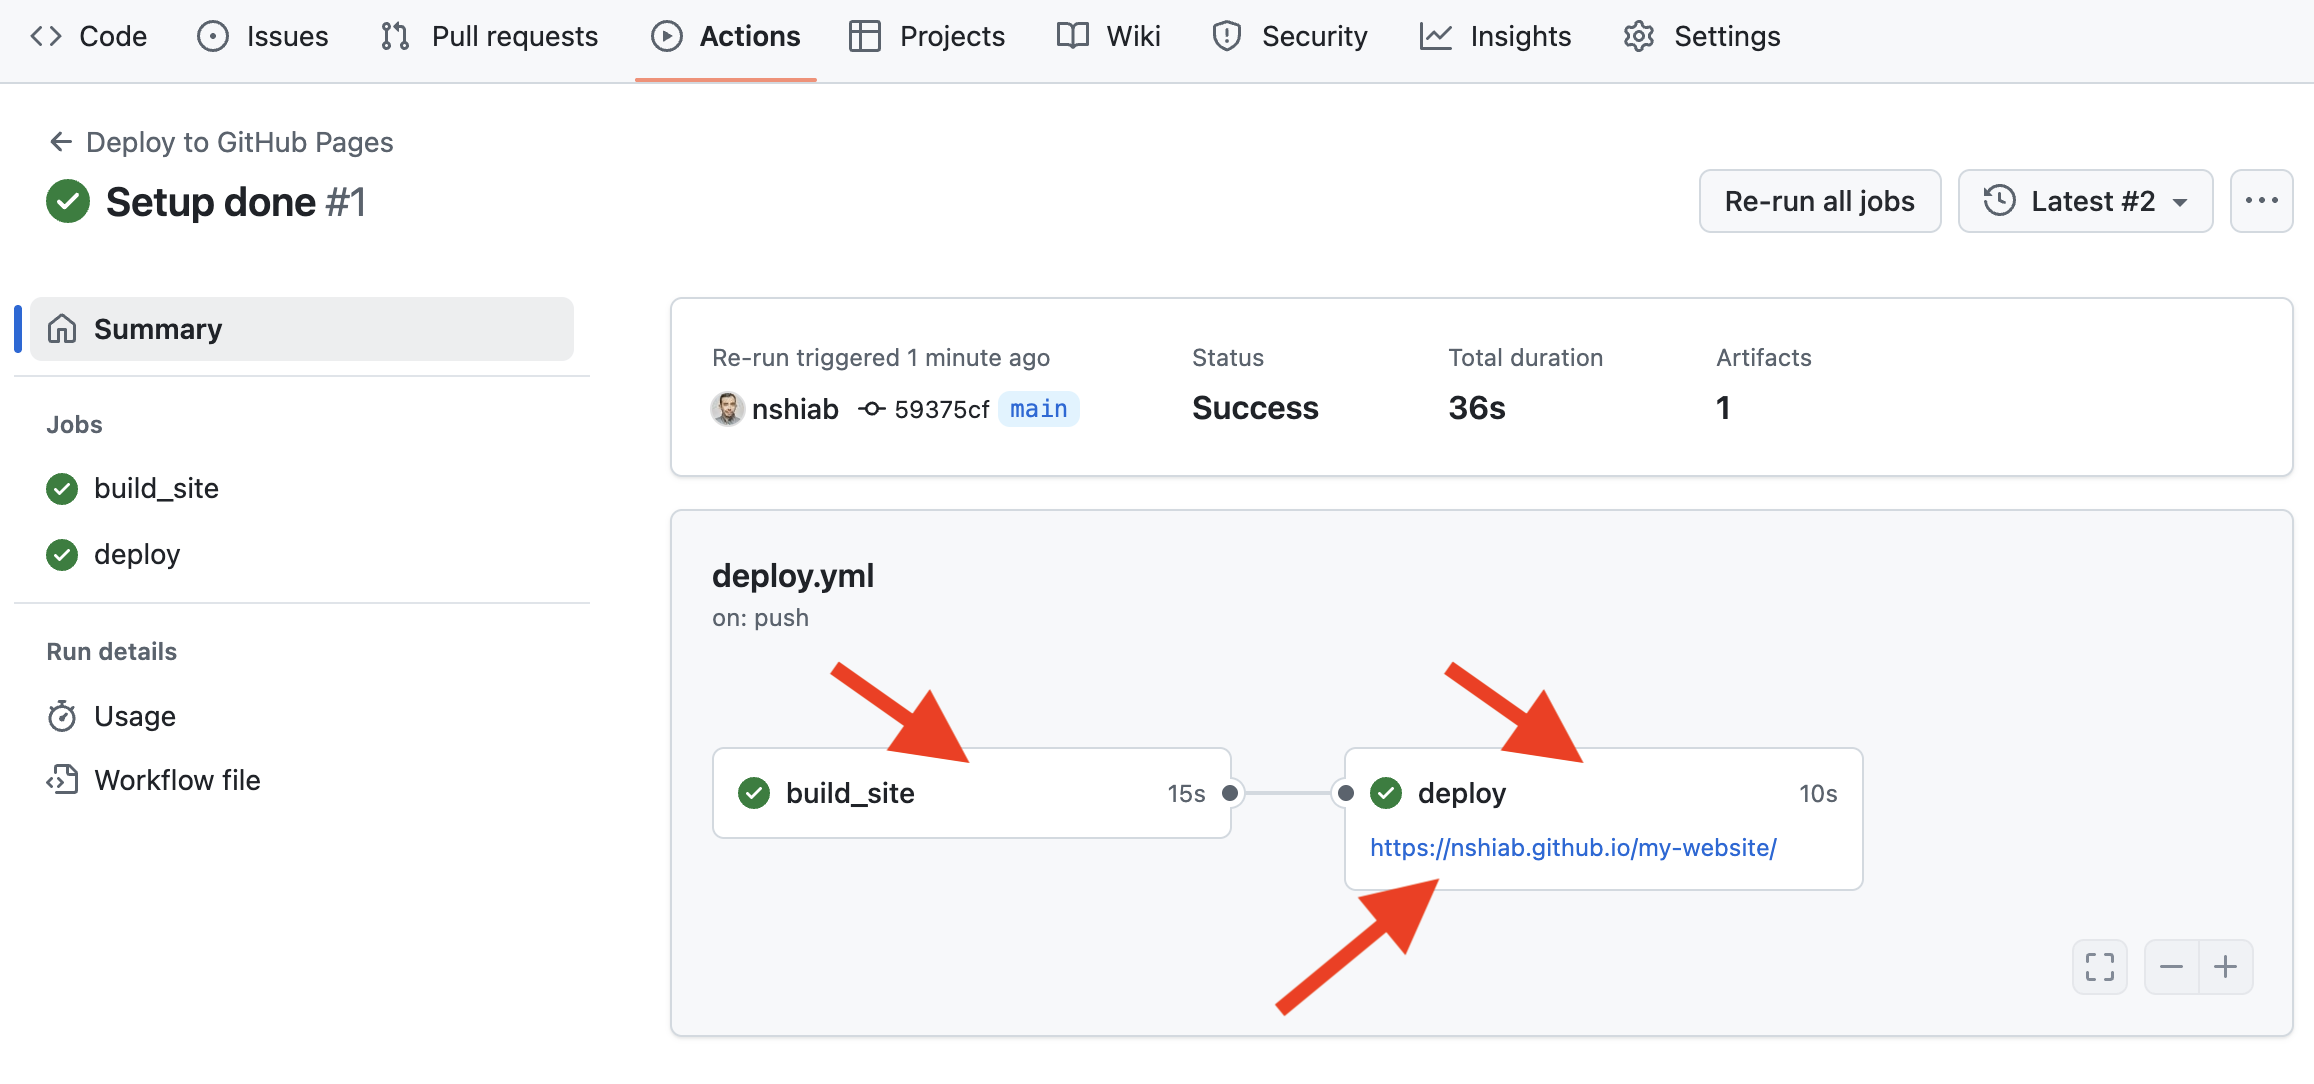 Code Issues Pull requests Actions Projects Wiki Security Insights Settings
Deploy to GitHub Pages
Setup done #1
Re-run all jobs
Latest #2
Summary
Jobs
build_site
deploy
Run details
Usage
Workflow file
Re-run triggered 1 minute ago
nshiab 59375cf main
Status
Success
Total duration
36s
Artifacts
1
deploy.yml
on: push
build_site 15s
deploy 10s
https://nshiab.github.io/my-website/